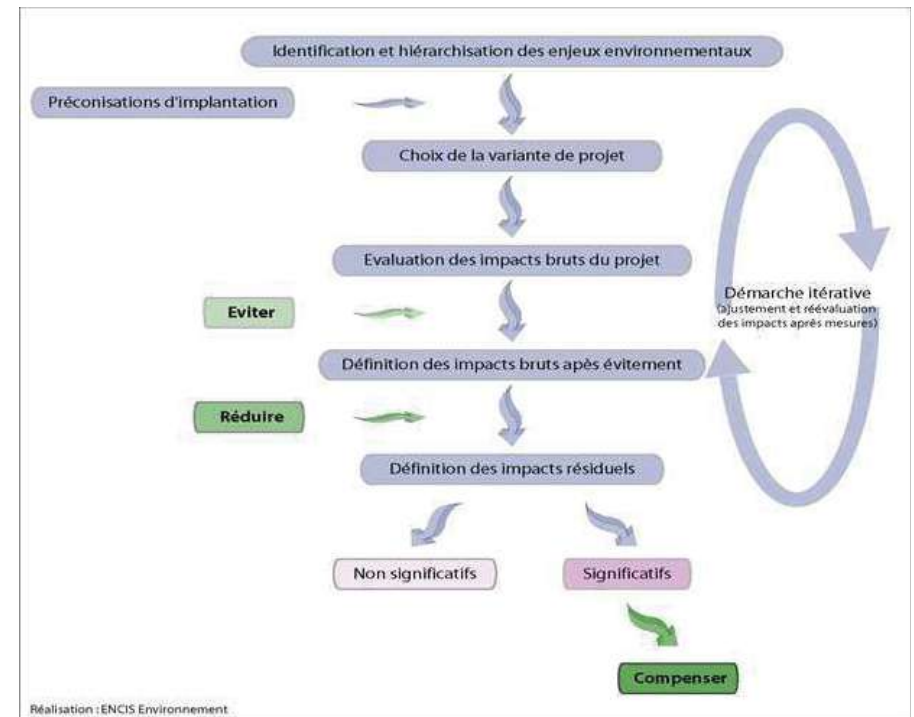 Identification et hiérarchisation des enjeux environnementaux
Préconisations d'implantation
Choix de la variante de projet
Evaluation des impacts bruts du projet
Démarche itérative
(ajustement et réévaluation
des impacts après mesures)
Eviter
Définition des impacts bruts apès évitement
Réduire
Définition des impacts résiduels
Non significatifs
Significatifs
Compenser
Réalisation : ENCIS Environnement